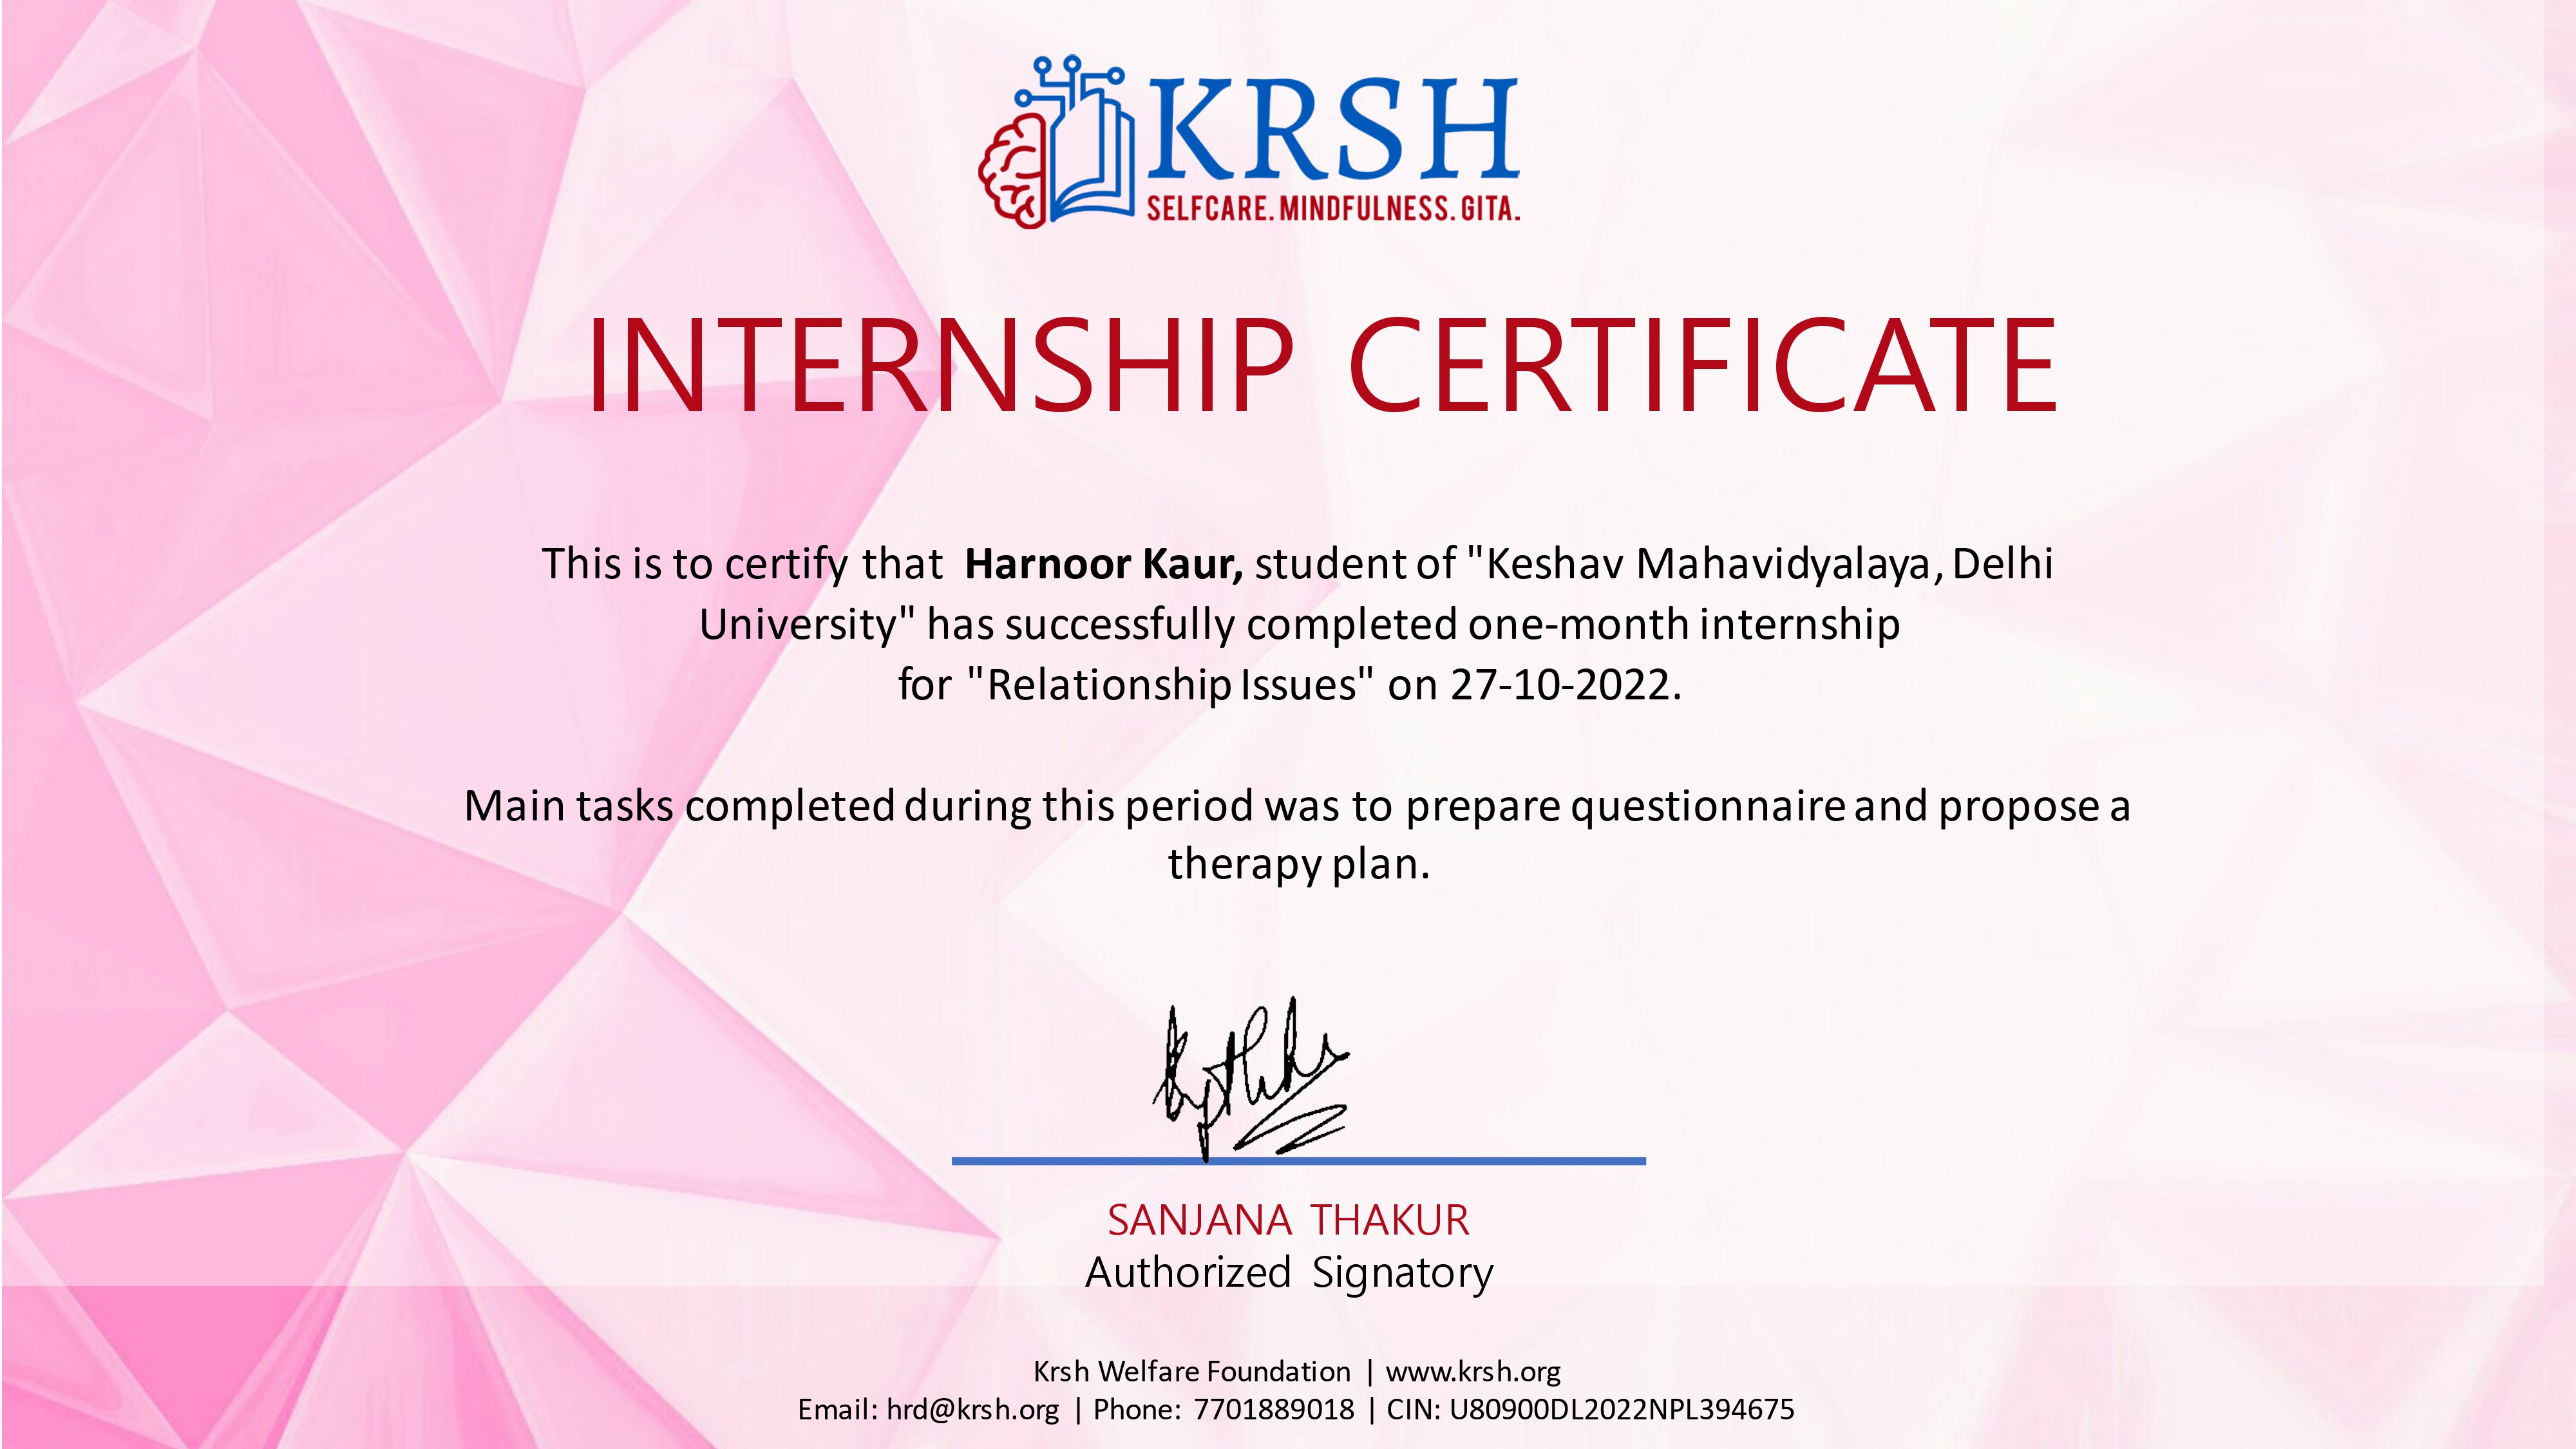 KRSH
SELFCARE. MINDFULNESS. GITA.
INTERNSHIP CERTIFICATE
This is to certify that Harnoor Kaur, student of "Keshav Mahavidyalaya, Delhi
University" has successfully completed one-month internship
for "Relationship Issues" on 27-10-2022.
Main tasks completed during this period was to prepare questionnaire and propose a
therapy plan.
SANJANA THAKUR
Authorized Signatory
Krsh Welfare Foundation | www.krsh.org
Email: hrd@krsh.org | Phone: 7701889018 | CIN: U80900DL2022NPL394675